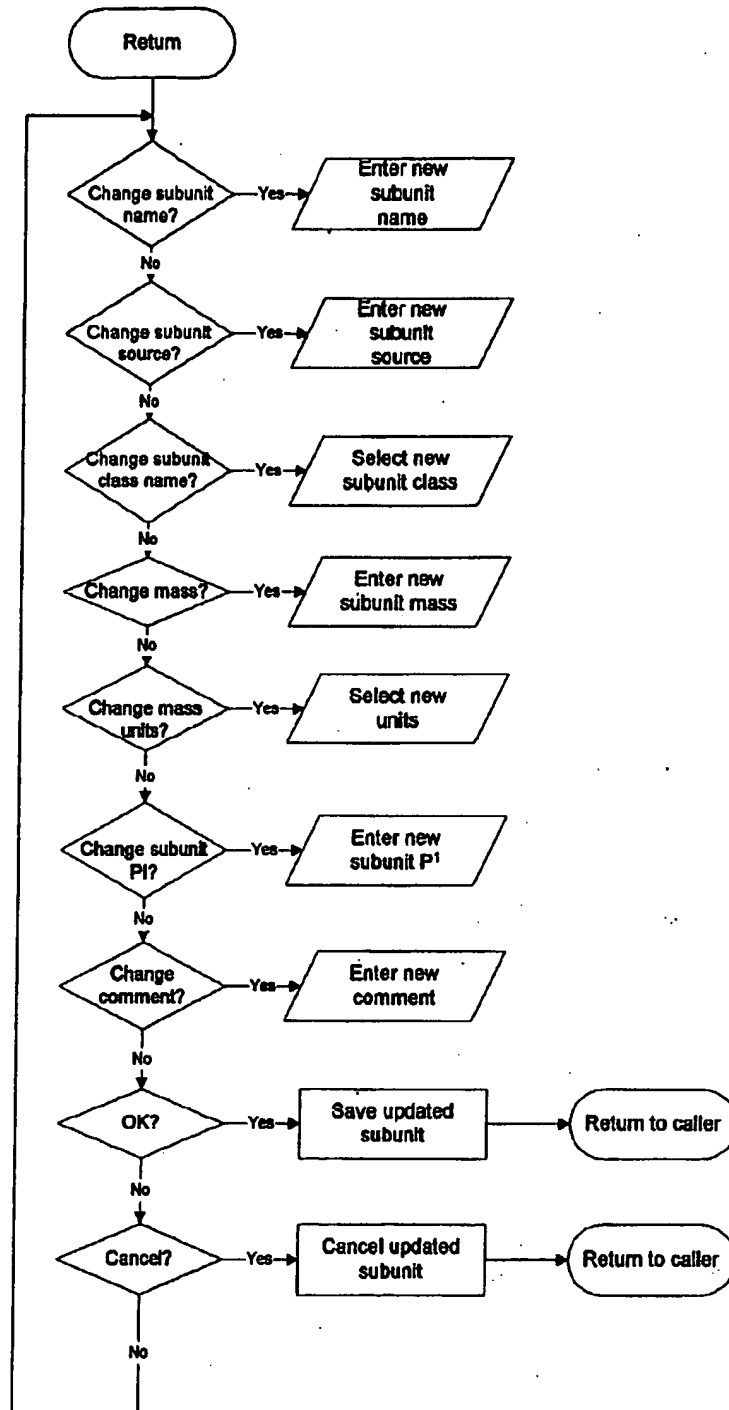 Return
Change subunit
name?
Yes
Enter new
subunit
name
No
Change subunit
source?
Yes
Enter new
subunit
source
No
Change subunit
class name?
Yes
Select new
subunit class
No
Change mass?
Yes
Enter new
subunit mass
No
Change mass
units?
Yes
Select new
units
No
Change subunit
PI?
Yes
Enter new
subunit P¹
No
Change
comment?
Yes
Enter new
comment
No
OK?
Yes
Save updated
subunit
Return to caller
No
Cancel?
Yes
Cancel updated
subunit
Return to caller
No